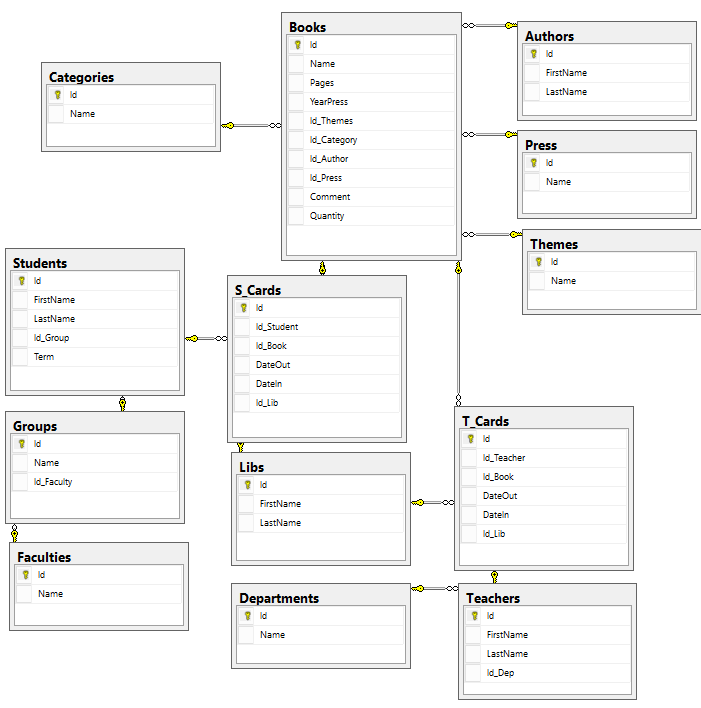 Books
Id
Name
Pages
YearPress
Id_Themes
Id_Category
Id_Author
Id_Press
Comment
Quantity
Authors
Id
FirstName
LastName
Categories
Id
Name
Press
Id
Name
Themes
Id
Name
Students
Id
FirstName
LastName
Id_Group
Term
S_Cards
Id
Id_Student
Id_Book
DateOut
DateIn
Id_Lib
Groups
Id
Name
Id_Faculty
T_Cards
Id
Id_Teacher
Id_Book
DateOut
DateIn
Id_Lib
Libs
Id
FirstName
LastName
Faculties
Id
Name
Departments
Id
Name
Teachers
Id
FirstName
LastName
Id_Dep